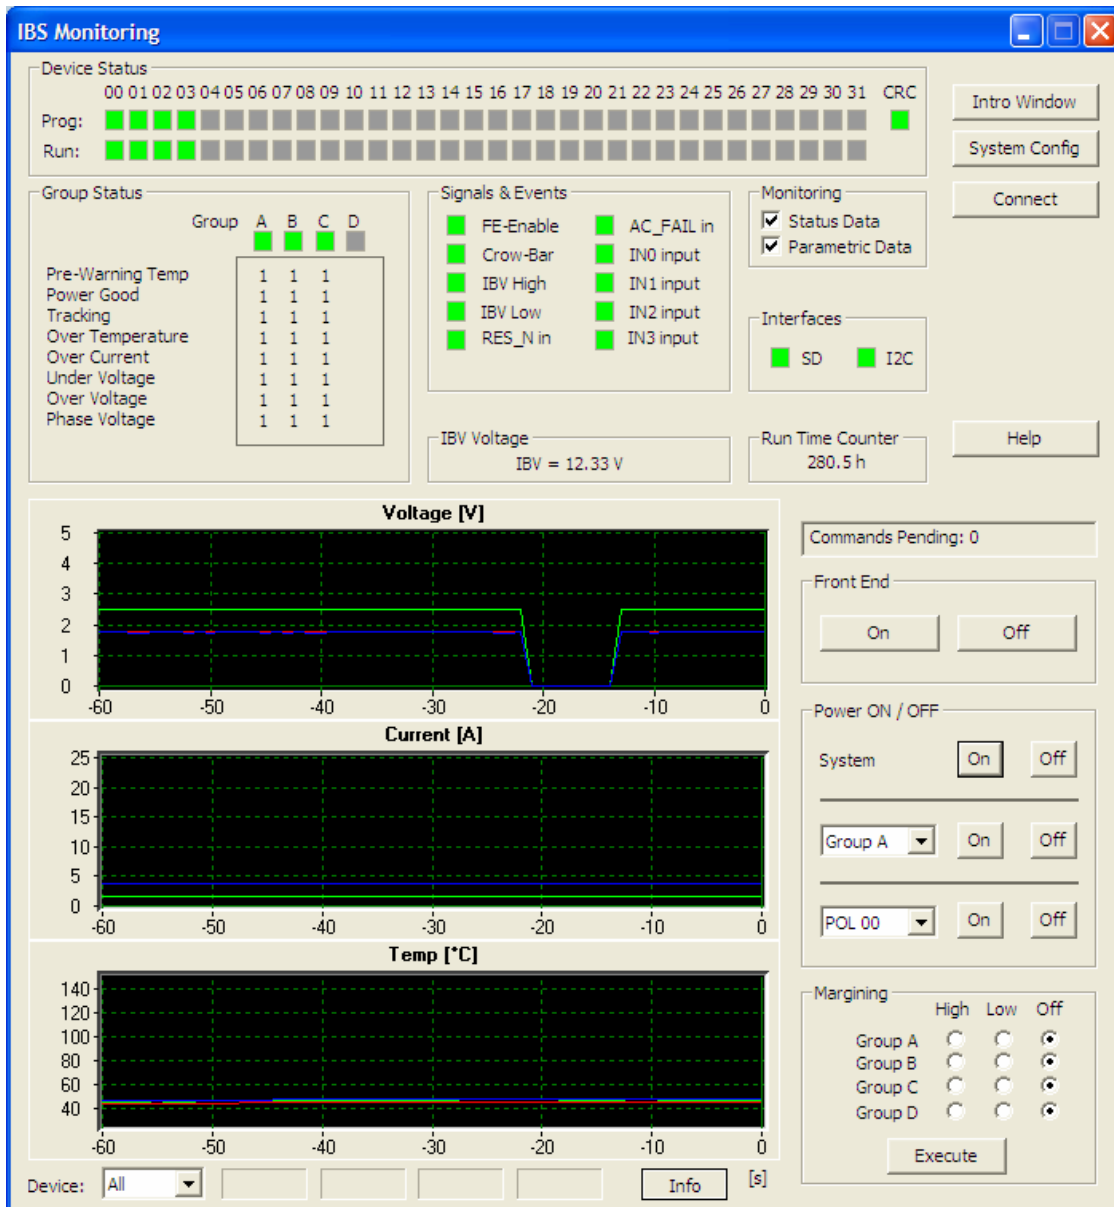 IBS Monitoring
Device Status
00 01 02 03 04 05 06 07 08 09 10 11 12 13 14 15 16 17 18 19 20 21 22 23 24 25 26 27 28 29 30 31 CRC
Prog:
Run:
Intro Window
System Config
Connect
Group Status
Group A B C D
Pre-Warning Temp 1 1 1
Power Good 1 1 1
Tracking 1 1 1
Over Temperature 1 1 1
Over Current 1 1 1
Under Voltage 1 1 1
Over Voltage 1 1 1
Phase Voltage 1 1 1
Signals & Events
FE-Enable AC_FAIL in
Crow-Bar IN0 input
IBV High IN1 input
IBV Low IN2 input
RES_N in IN3 input
Monitoring
Status Data
Parametric Data
Interfaces
SD I2C
IBV Voltage
IBV = 12.33 V
Run Time Counter
280.5 h
Help
Voltage [V]
5
4
3
2
1
0
-60 -50 -40 -30 -20 -10 0
Current [A]
25
20
15
10
5
0
-60 -50 -40 -30 -20 -10 0
Temp [°C]
140
120
100
80
60
40
-60 -50 -40 -30 -20 -10 0
Device: All Info [s]
Commands Pending: 0
Front End
On Off
Power ON / OFF
System On Off
Group A On Off
POL 00 On Off
Margining
High Low Off
Group A
Group B
Group C
Group D
Execute